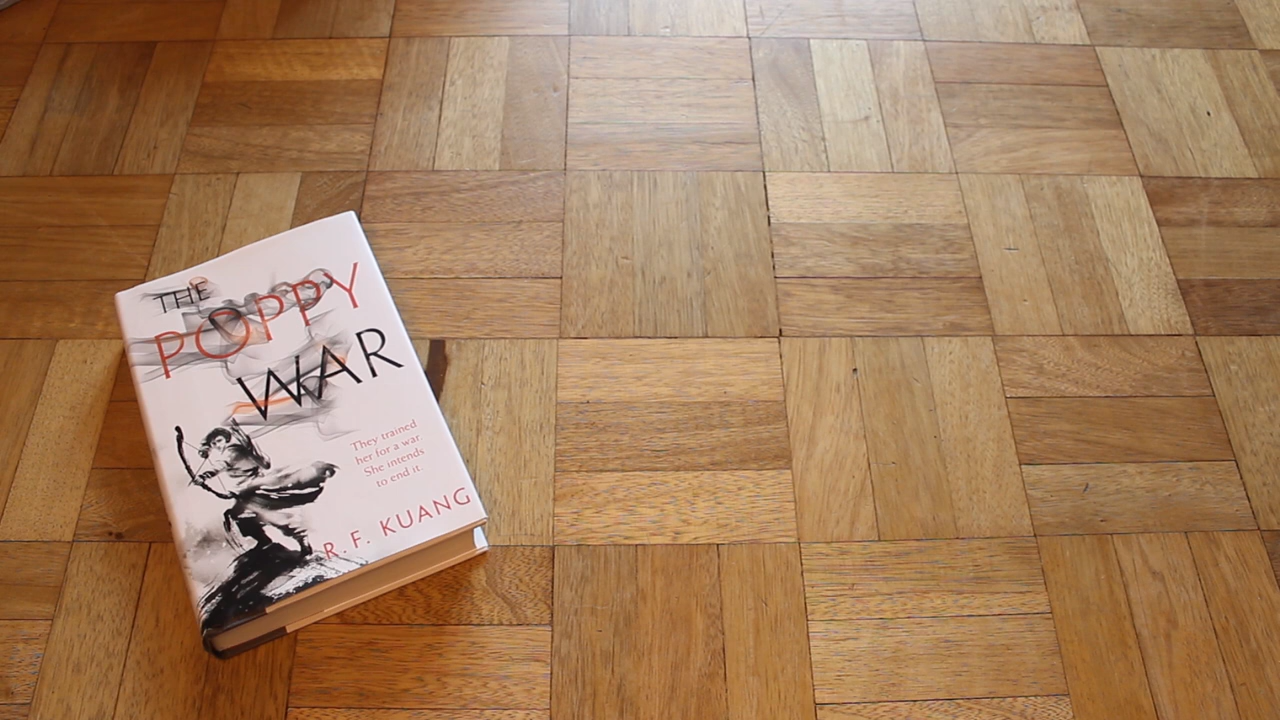 THE
POPPY
WAR
They trained
her for a war.
She intends
to end it.
R.F. KUANG